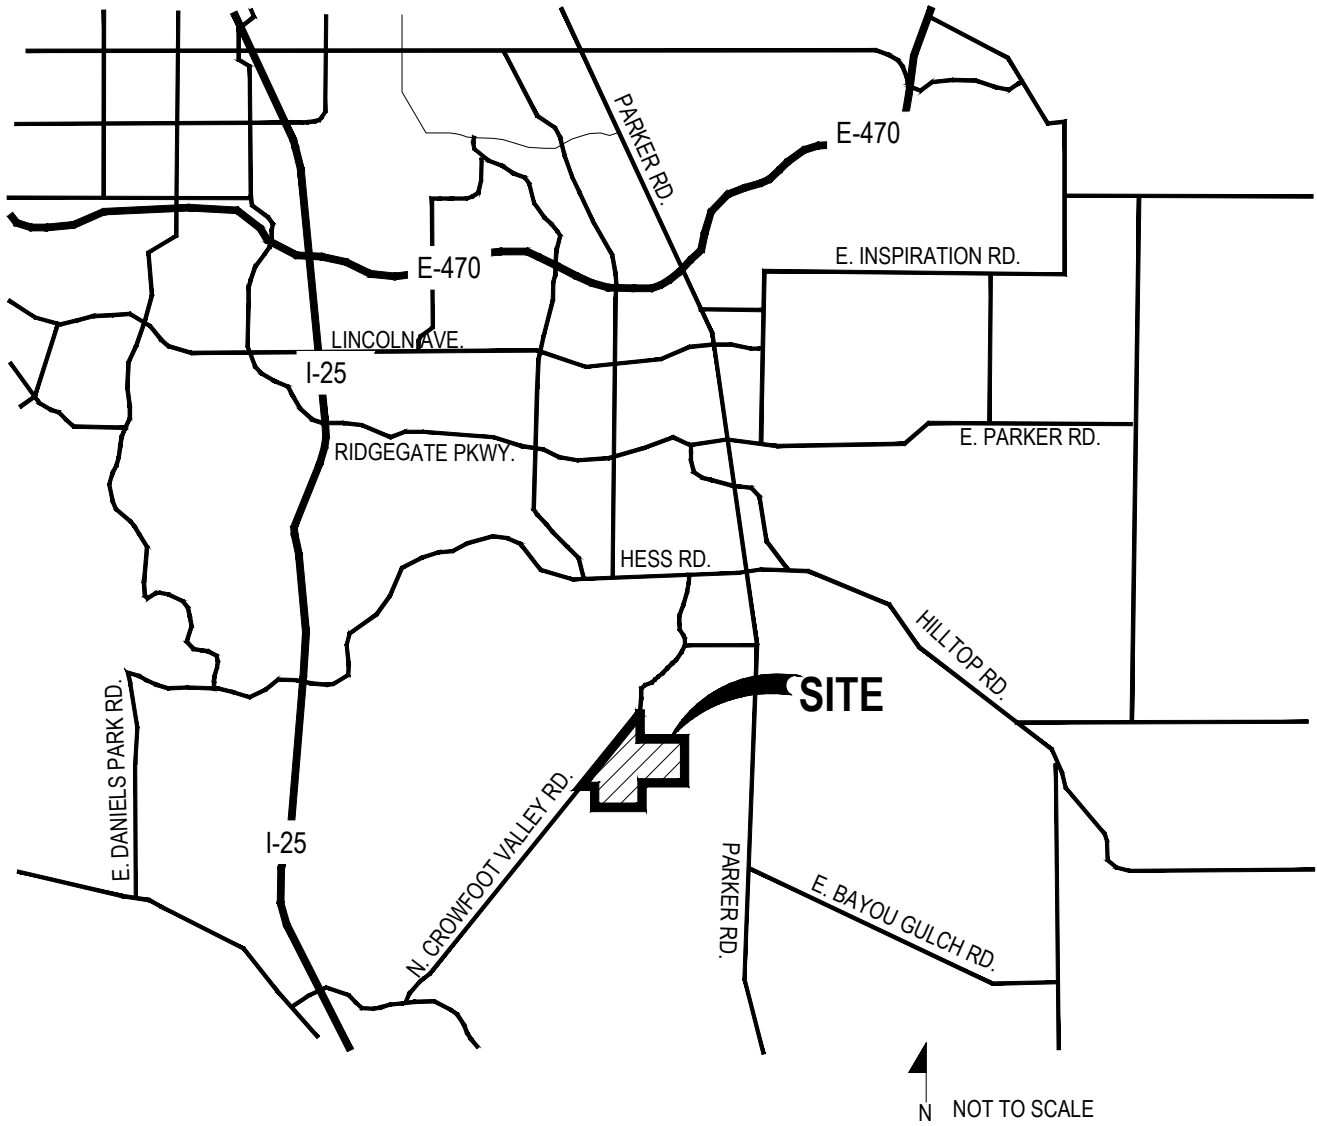 PARKER RD.
E-470
E. INSPIRATION RD.
E-470
LINCOLN AVE.
I-25
E. PARKER RD.
RIDGEGATE PKWY.
HESS RD.
HILLTOP RD.
SITE
E. DANIELS PARK RD.
N. CROWFOOT VALLEY RD.
I-25
PARKER RD.
E. BAYOU GULCH RD.
N
NOT TO SCALE